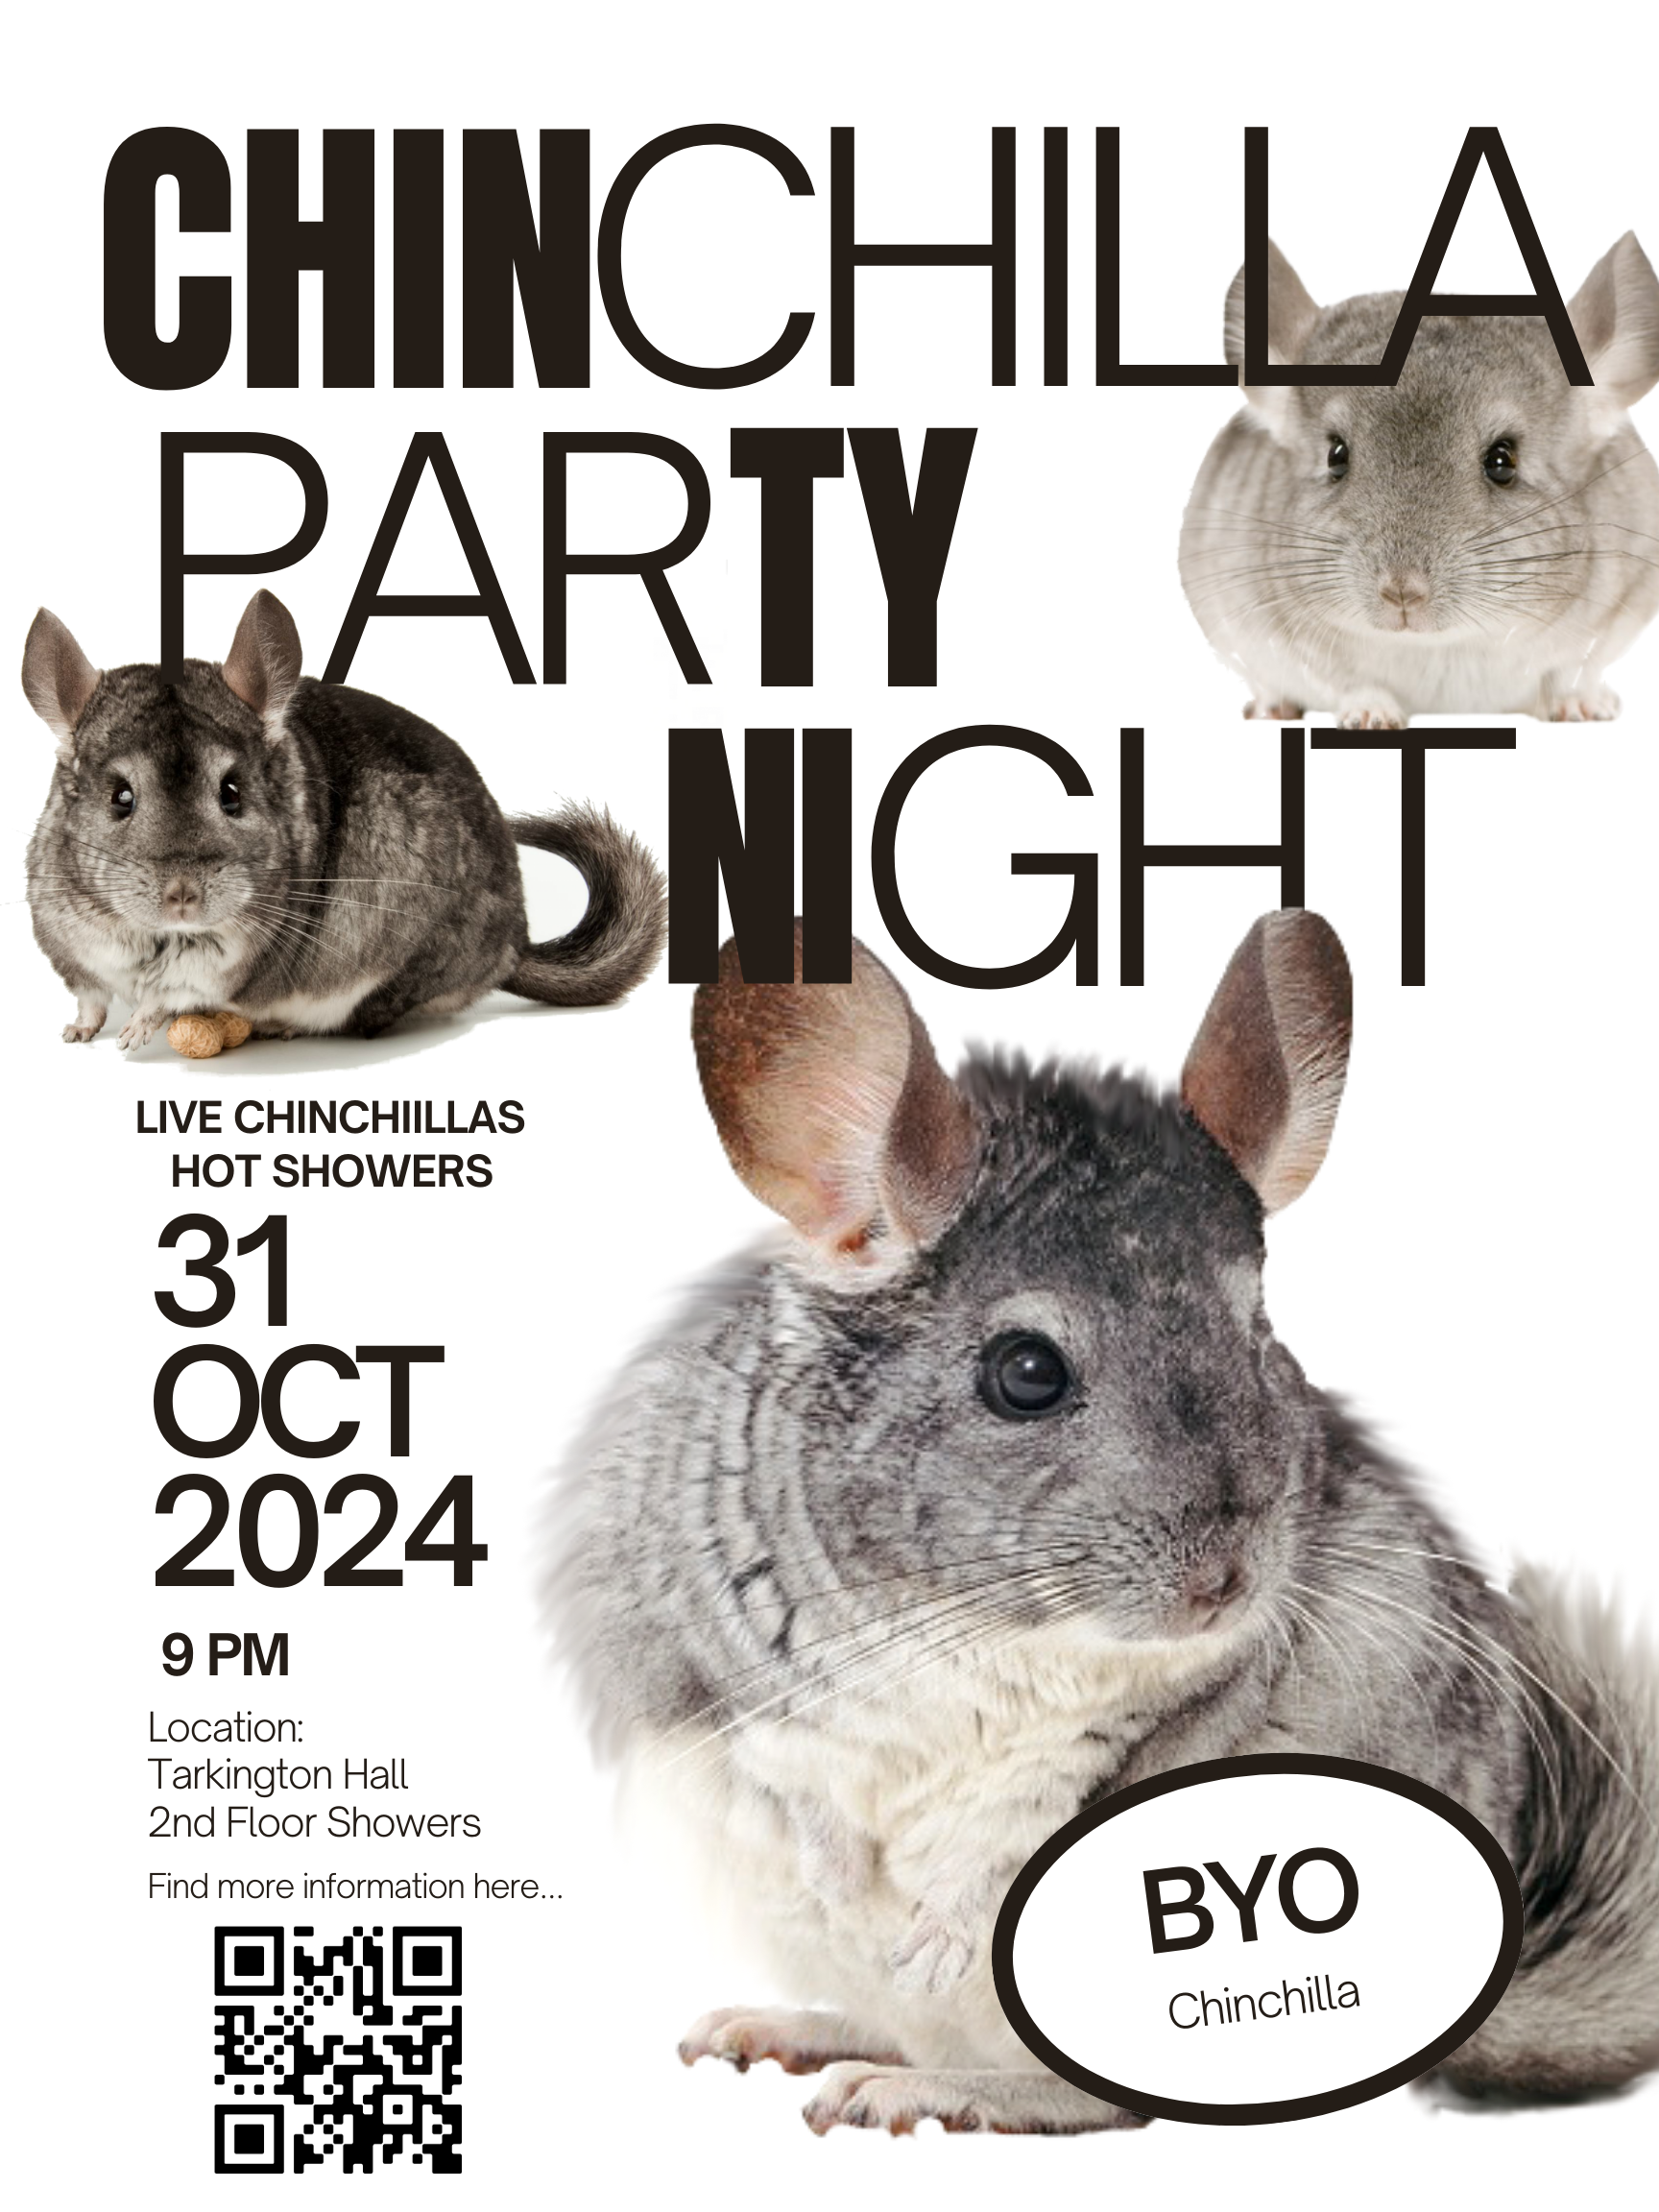 CHINCHILLA
PARTY
NIGHT
LIVE CHINCHIILLAS
HOT SHOWERS
31
OCT
2024
9 PM
Location:
Tarkington Hall
2nd Floor Showers
Find more information here...
BYO
Chinchilla